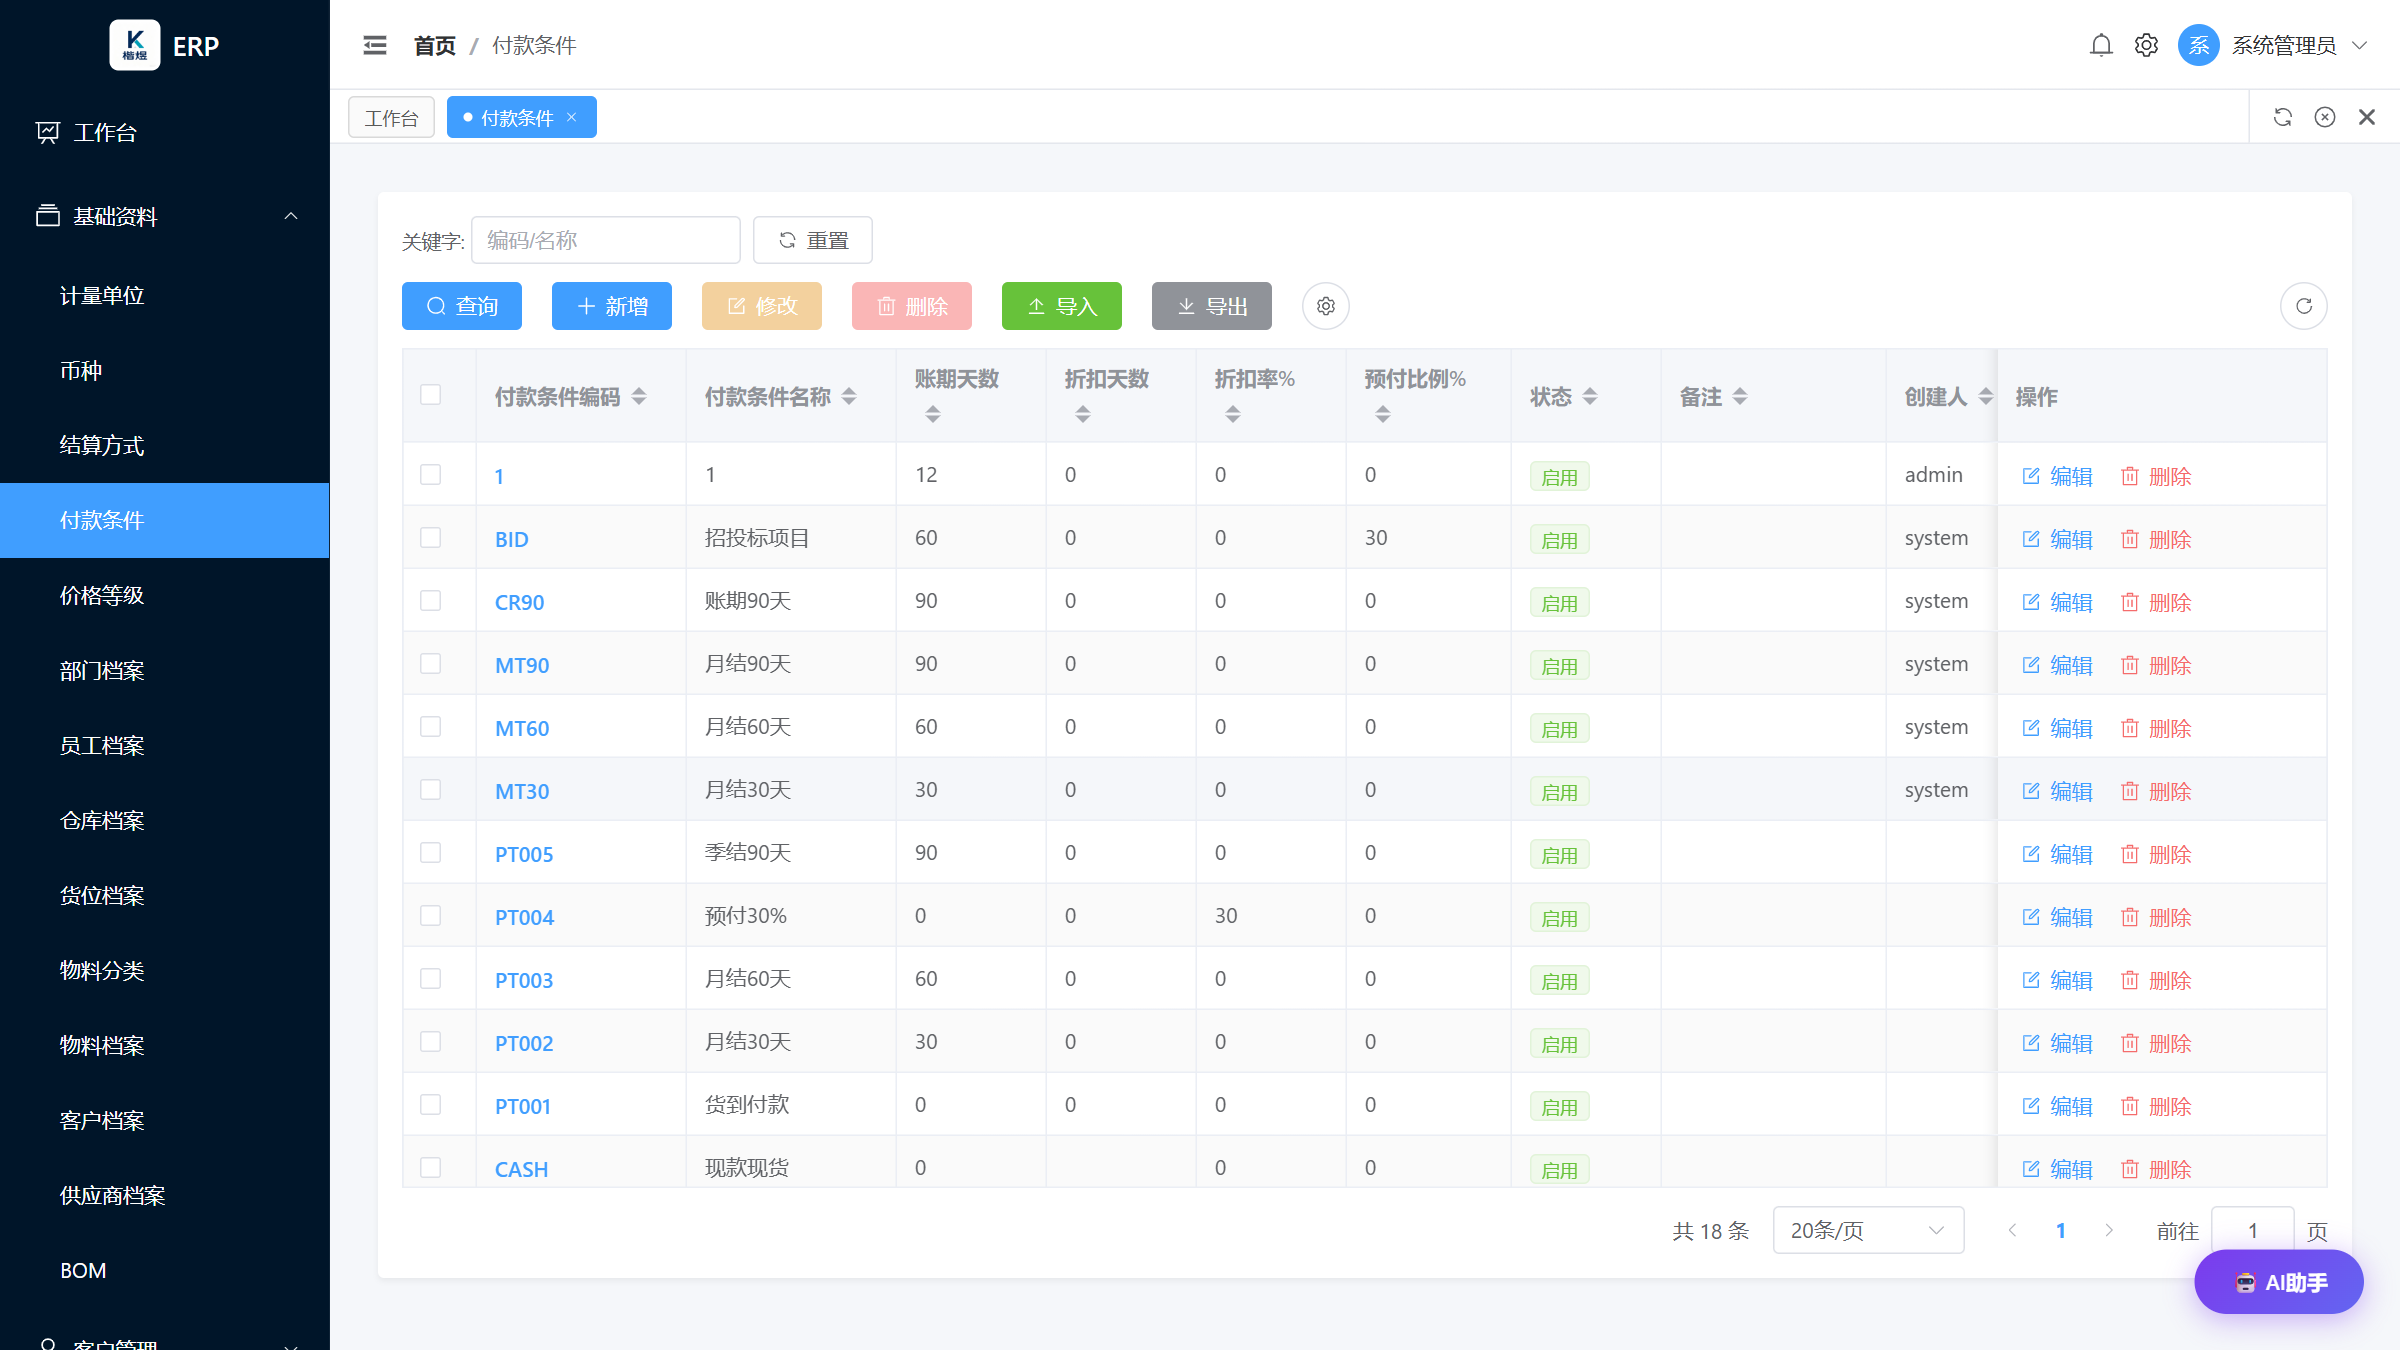 K
楷煜
ERP
工作台
基础资料
计量单位
币种
结算方式
付款条件
价格等级
部门档案
员工档案
仓库档案
货位档案
物料分类
物料档案
客户档案
供应商档案
BOM
客户管理
首页 / 付款条件
系 系统管理员
工作台 付款条件
关键字: 编码/名称 重置
查询 新增 修改 删除 导入 导出
付款条件编码 付款条件名称 账期天数 折扣天数 折扣率% 预付比例% 状态 备注 创建人 操作
1 1 12 0 0 0 启用 admin 编辑 删除
BID 招投标项目 60 0 0 30 启用 system 编辑 删除
CR90 账期90天 90 0 0 0 启用 system 编辑 删除
MT90 月结90天 90 0 0 0 启用 system 编辑 删除
MT60 月结60天 60 0 0 0 启用 system 编辑 删除
MT30 月结30天 30 0 0 0 启用 system 编辑 删除
PT005 季结90天 90 0 0 0 启用 编辑 删除
PT004 预付30% 0 0 30 0 启用 编辑 删除
PT003 月结60天 60 0 0 0 启用 编辑 删除
PT002 月结30天 30 0 0 0 启用 编辑 删除
PT001 货到付款 0 0 0 0 启用 编辑 删除
CASH 现款现货 0 0 0 启用 编辑 删除
共 18 条 20条/页 1 前往 1 页
AI助手